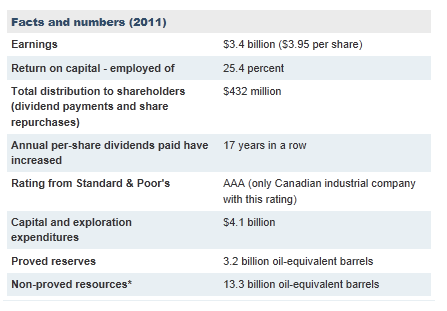 Facts and numbers (2011)
Earnings $3.4 billion ($3.95 per share)
Return on capital - employed of 25.4 percent
Total distribution to shareholders $432 million
(dividend payments and share
repurchases)
Annual per-share dividends paid have 17 years in a row
increased
Rating from Standard & Poor's AAA (only Canadian industrial company
with this rating)
Capital and exploration $4.1 billion
expenditures
Proved reserves 3.2 billion oil-equivalent barrels
Non-proved resources* 13.3 billion oil-equivalent barrels